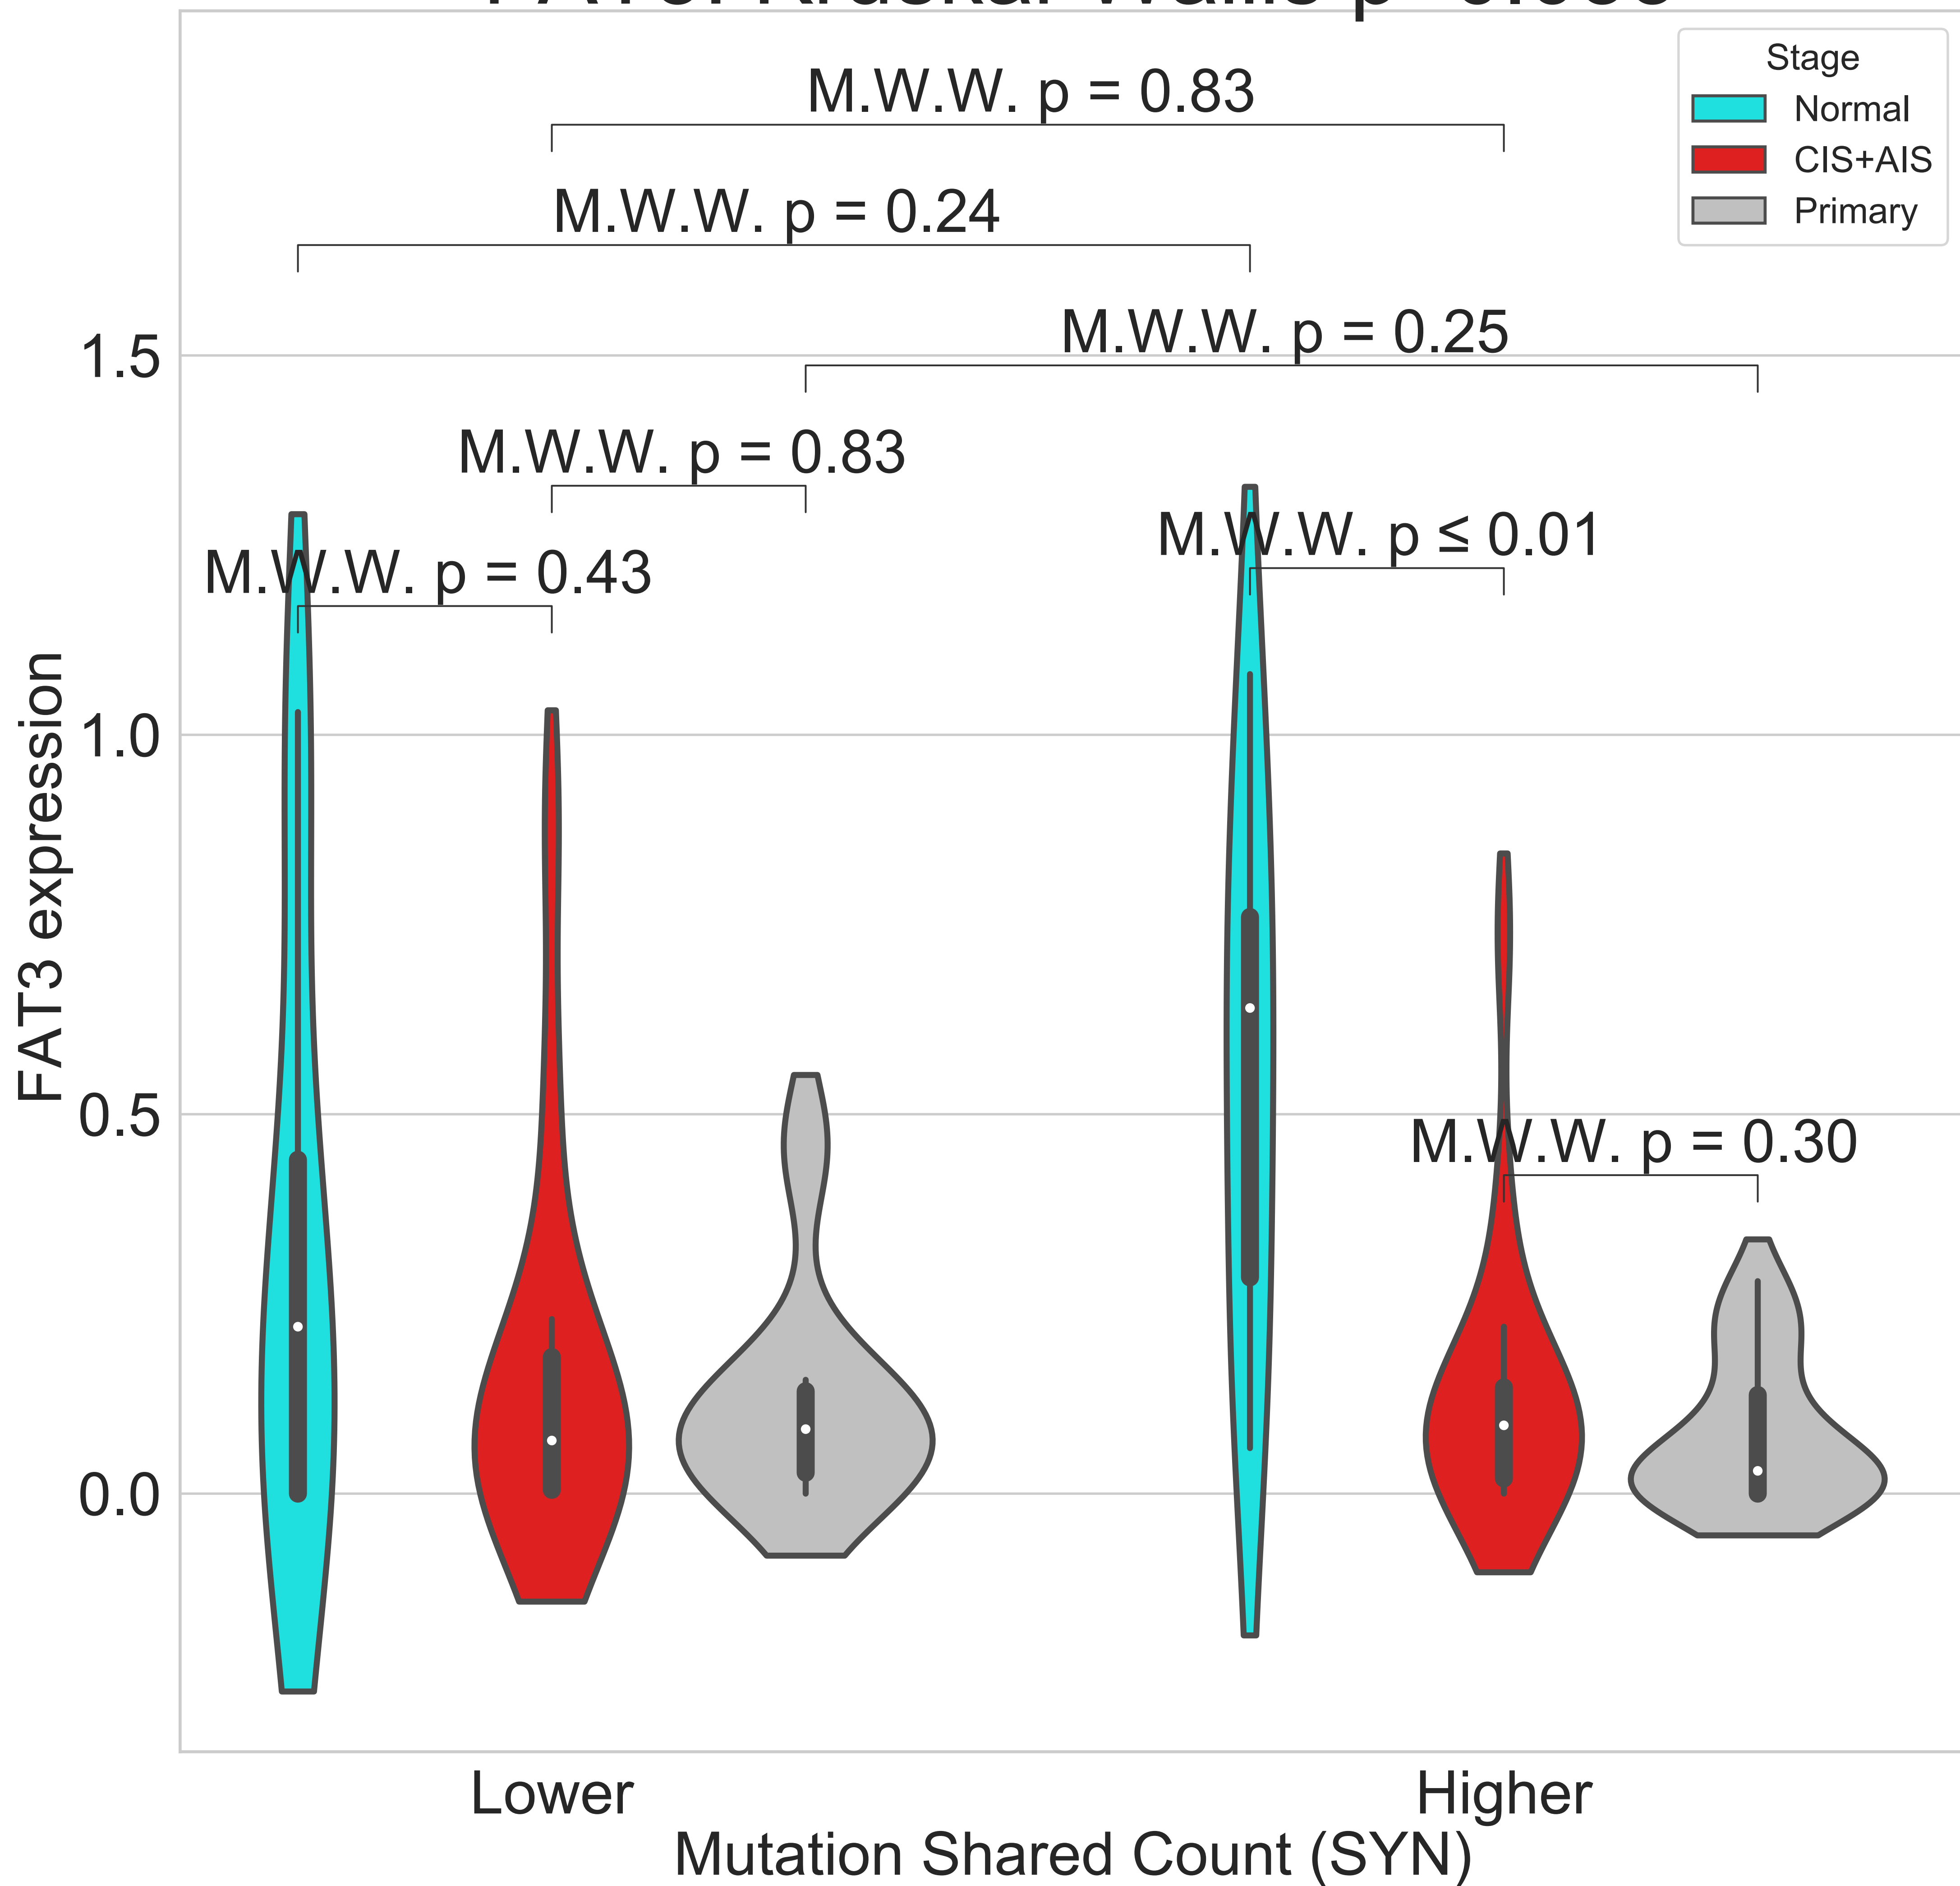 Stage
Normal
CIS+AIS
Primary
M.W.W. p = 0.83
M.W.W. p = 0.24
M.W.W. p = 0.25
M.W.W. p = 0.83
M.W.W. p ≤ 0.01
M.W.W. p = 0.43
M.W.W. p = 0.30
FAT3 expression
1.5
1.0
0.5
0.0
Lower
Higher
Mutation Shared Count (SYN)